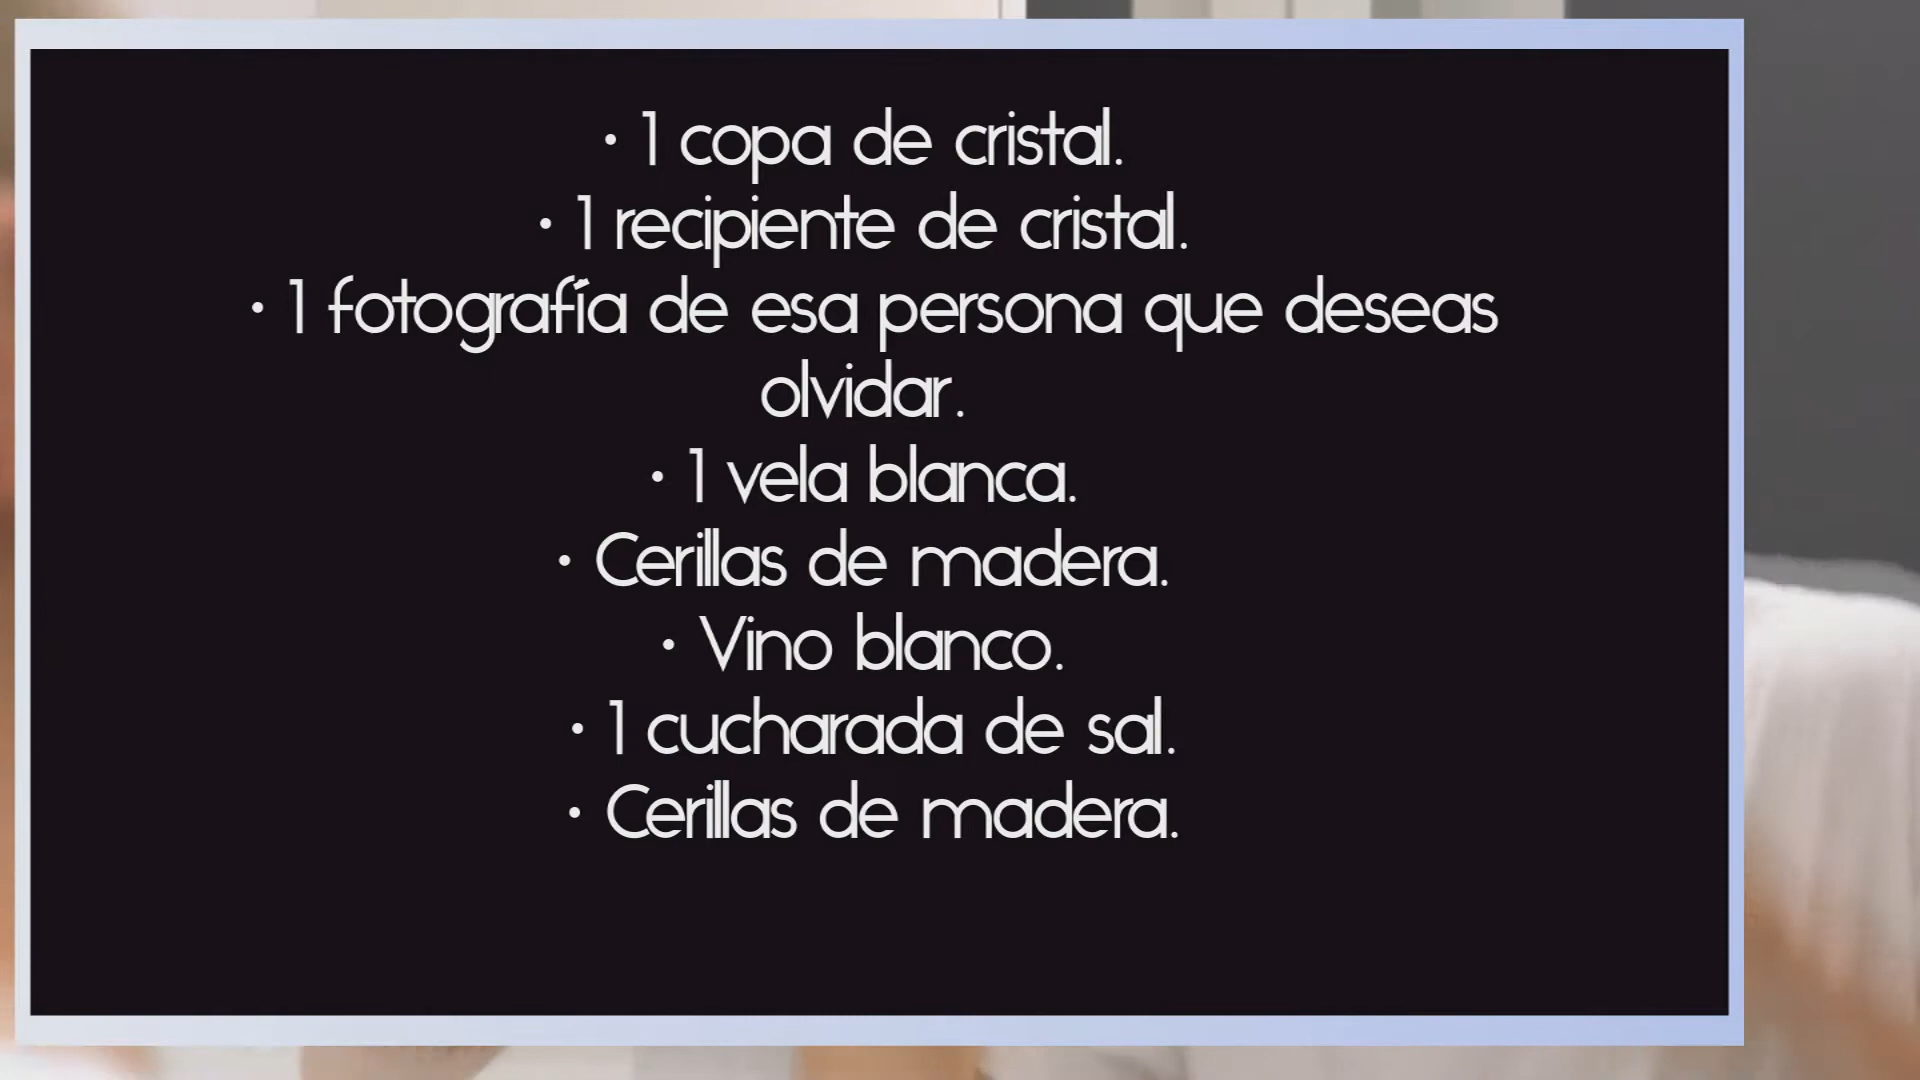 • 1 copa de cristal.
• 1 recipiente de cristal.
• 1 fotografía de esa persona que deseas
olvidar.
• 1 vela blanca.
• Cerillas de madera.
• Vino blanco.
• 1 cucharada de sal.
• Cerillas de madera.